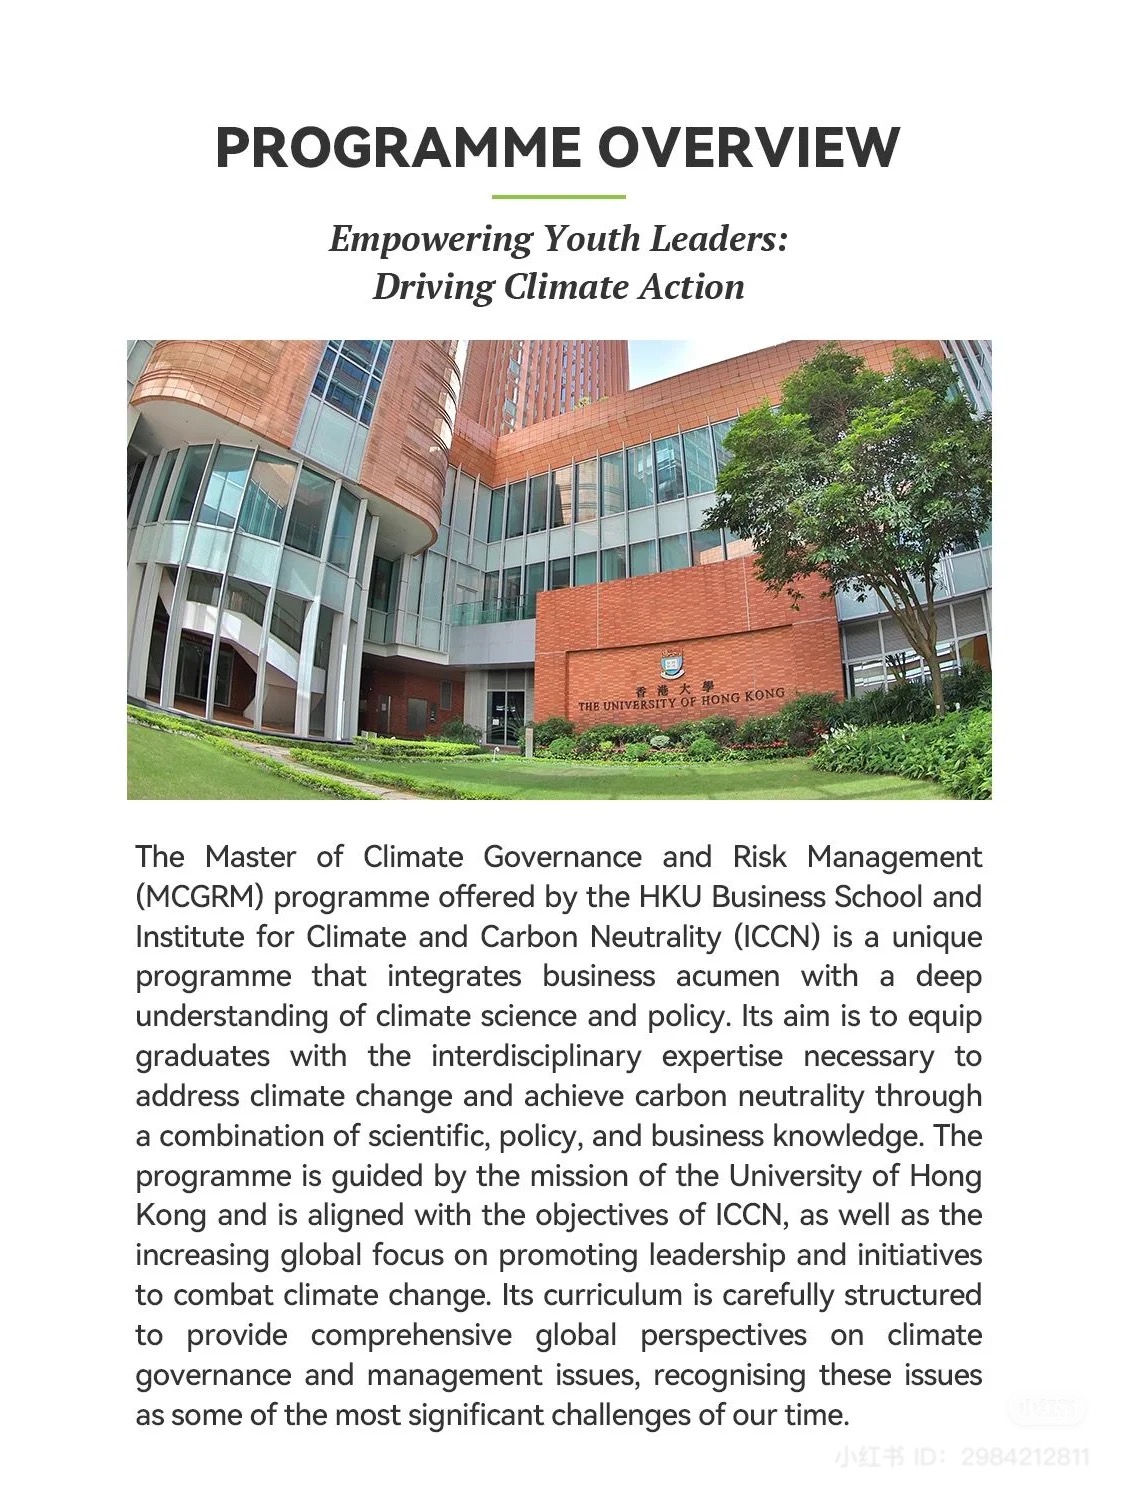 PROGRAMME OVERVIEW
Empowering Youth Leaders:
Driving Climate Action
香港大學
THE UNIVERSITY OF HONG KONG
The Master of Climate Governance and Risk Management
(MCGRM) programme offered by the HKU Business School and
Institute for Climate and Carbon Neutrality (ICCN) is a unique
programme that integrates business acumen with a deep
understanding of climate science and policy. Its aim is to equip
graduates with the interdisciplinary expertise necessary to
address climate change and achieve carbon neutrality through
a combination of scientific, policy, and business knowledge. The
programme is guided by the mission of the University of Hong
Kong and is aligned with the objectives of ICCN, as well as the
increasing global focus on promoting leadership and initiatives
to combat climate change. Its curriculum is carefully structured
to provide comprehensive global perspectives on climate
governance and management issues, recognising these issues
as some of the most significant challenges of our time.
小红书
小红书 ID: 2984212811